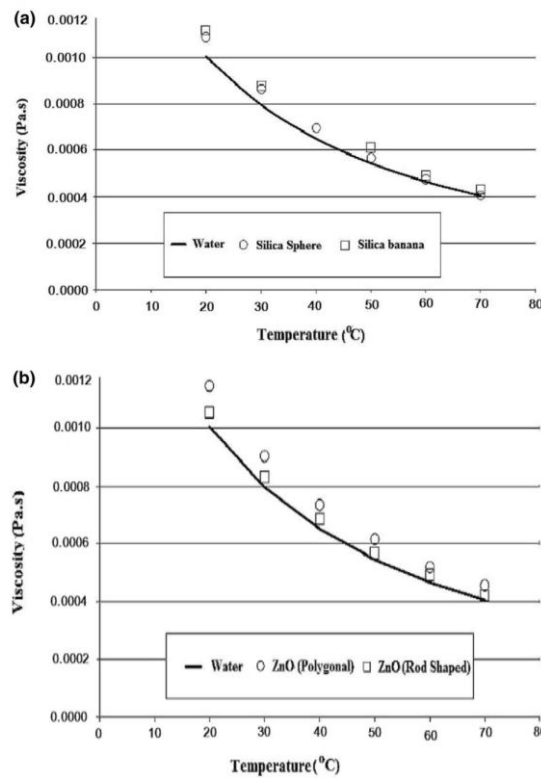 (a)
0.0012
0.0010
0.0008
0.0006
0.0004
0.0002
0.0000
Viscosity (Pa.s)
Water Silica Sphere Silica banana
0 10 20 30 40 50 60 70 80
Temperature (⁰C)
(b)
0.0012
0.0010
0.0008
0.0006
0.0004
0.0002
0.0000
Viscosity (Pa.s)
Water ZnO (Polygonal) ZnO (Rod Shaped)
0 10 20 30 40 50 60 70 80
Temperature (⁰C)